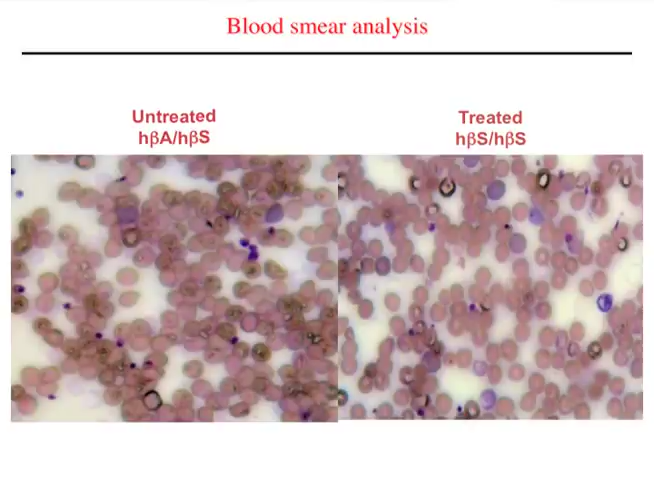 Blood smear analysis
Untreated
hβA/hβS
Treated
hβS/hβS